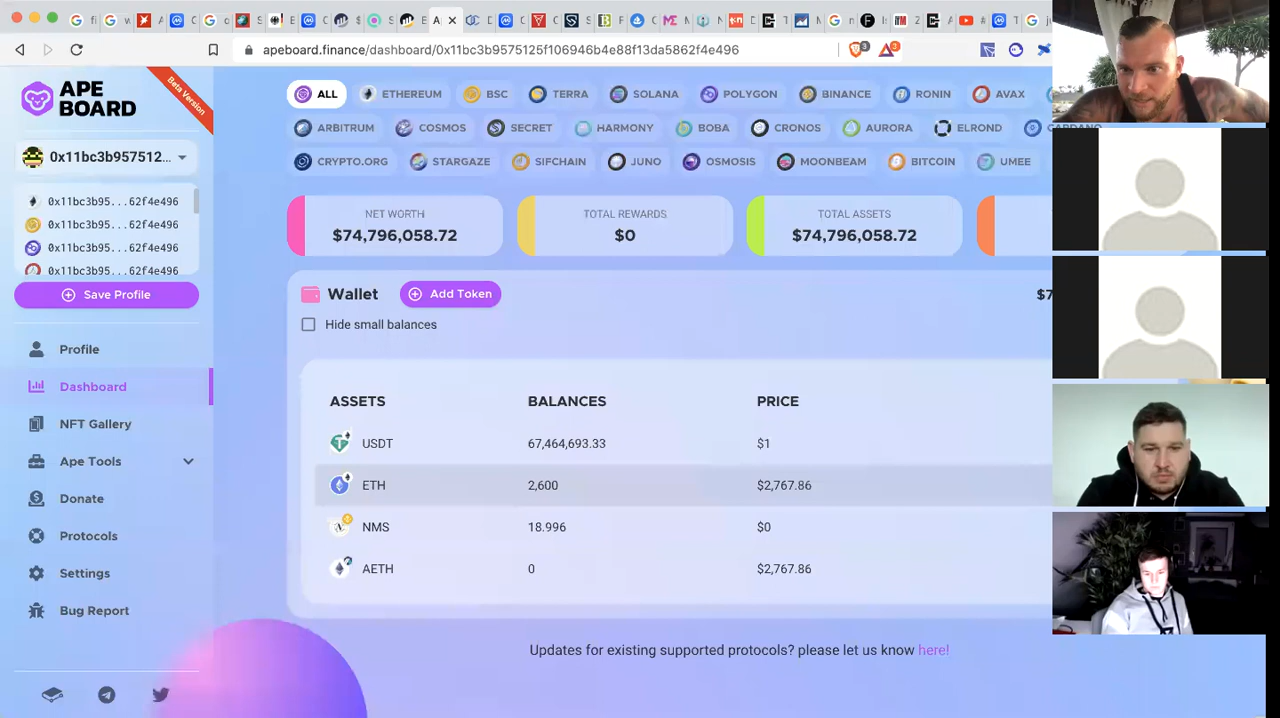 apeboard.finance/dashboard/0x11bc3b9575125f106946b4e88f13da5862f4e496
APE BOARD
Beta Version
0x11bc3b957512...
0x11bc3b95...62f4e496
0x11bc3b95...62f4e496
0x11bc3b95...62f4e496
0x11bc3b95...62f4e496
Save Profile
Profile
Dashboard
NFT Gallery
Ape Tools
Donate
Protocols
Settings
Bug Report
ALL ETHEREUM BSC TERRA SOLANA POLYGON BINANCE RONIN AVAX
ARBITRUM COSMOS SECRET HARMONY BOBA CRONOS AURORA ELROND CARDANO
CRYPTO.ORG STARGAZE SIFCHAIN JUNO OSMOSIS MOONBEAM BITCOIN UMEE
NET WORTH TOTAL REWARDS TOTAL ASSETS
$74,796,058.72 $0 $74,796,058.72
Wallet Add Token $7
Hide small balances
ASSETS BALANCES PRICE
USDT 67,464,693.33 $1
ETH 2,600 $2,767.86
NMS 18.996 $0
AETH 0 $2,767.86
Updates for existing supported protocols? please let us know here!